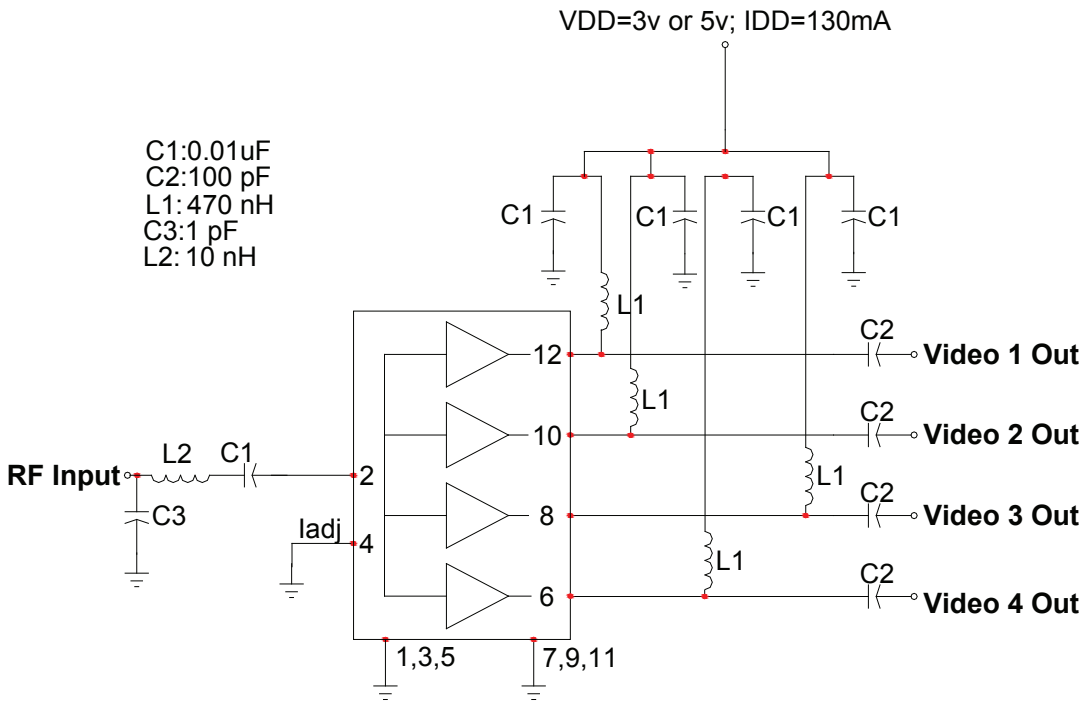 VDD=3v or 5v; IDD=130mA
C1:0.01uF
C2:100 pF
L1: 470 nH
C3:1 pF
L2: 10 nH
C1
C1
C1
C1
L1
12
C2
Video 1 Out
L1
10
C2
Video 2 Out
RF Input
L2
C1
2
C3
L1
8
C2
Video 3 Out
Iadj
4
L1
6
C2
Video 4 Out
1,3,5
7,9,11